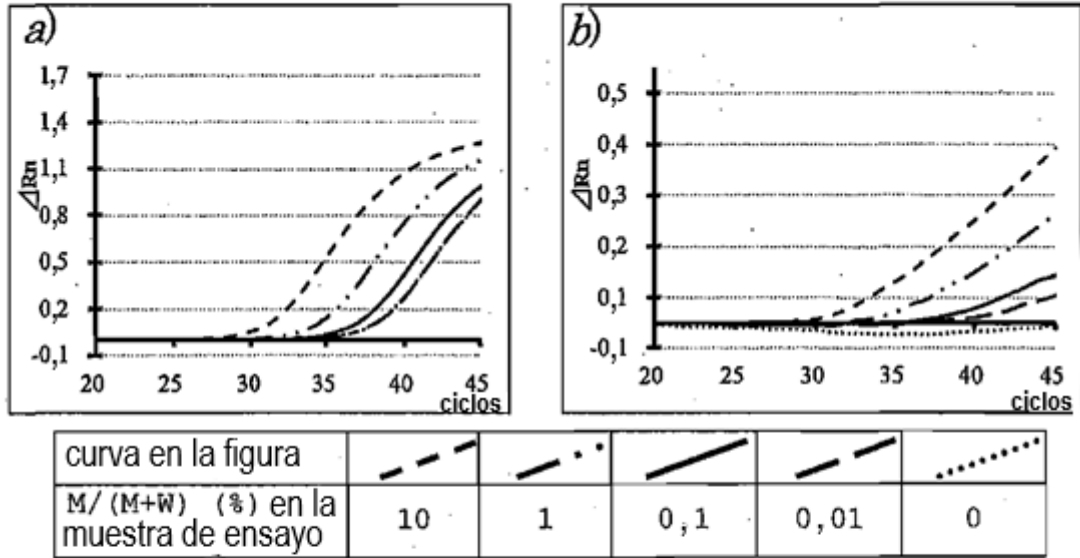 a)
1,7
1,4
1,1
0,8
0,5
0,2
-0,1
ΔRn
20 25 30 35 40 45
ciclos
b)
0,5
0,4
0,3
0,2
0,1
-0,1
ΔRn
20 25 30 35 40 45
ciclos
curva en la figura
M/(M+W) (%) en la
muestra de ensayo
10 1 0,1 0,01 0